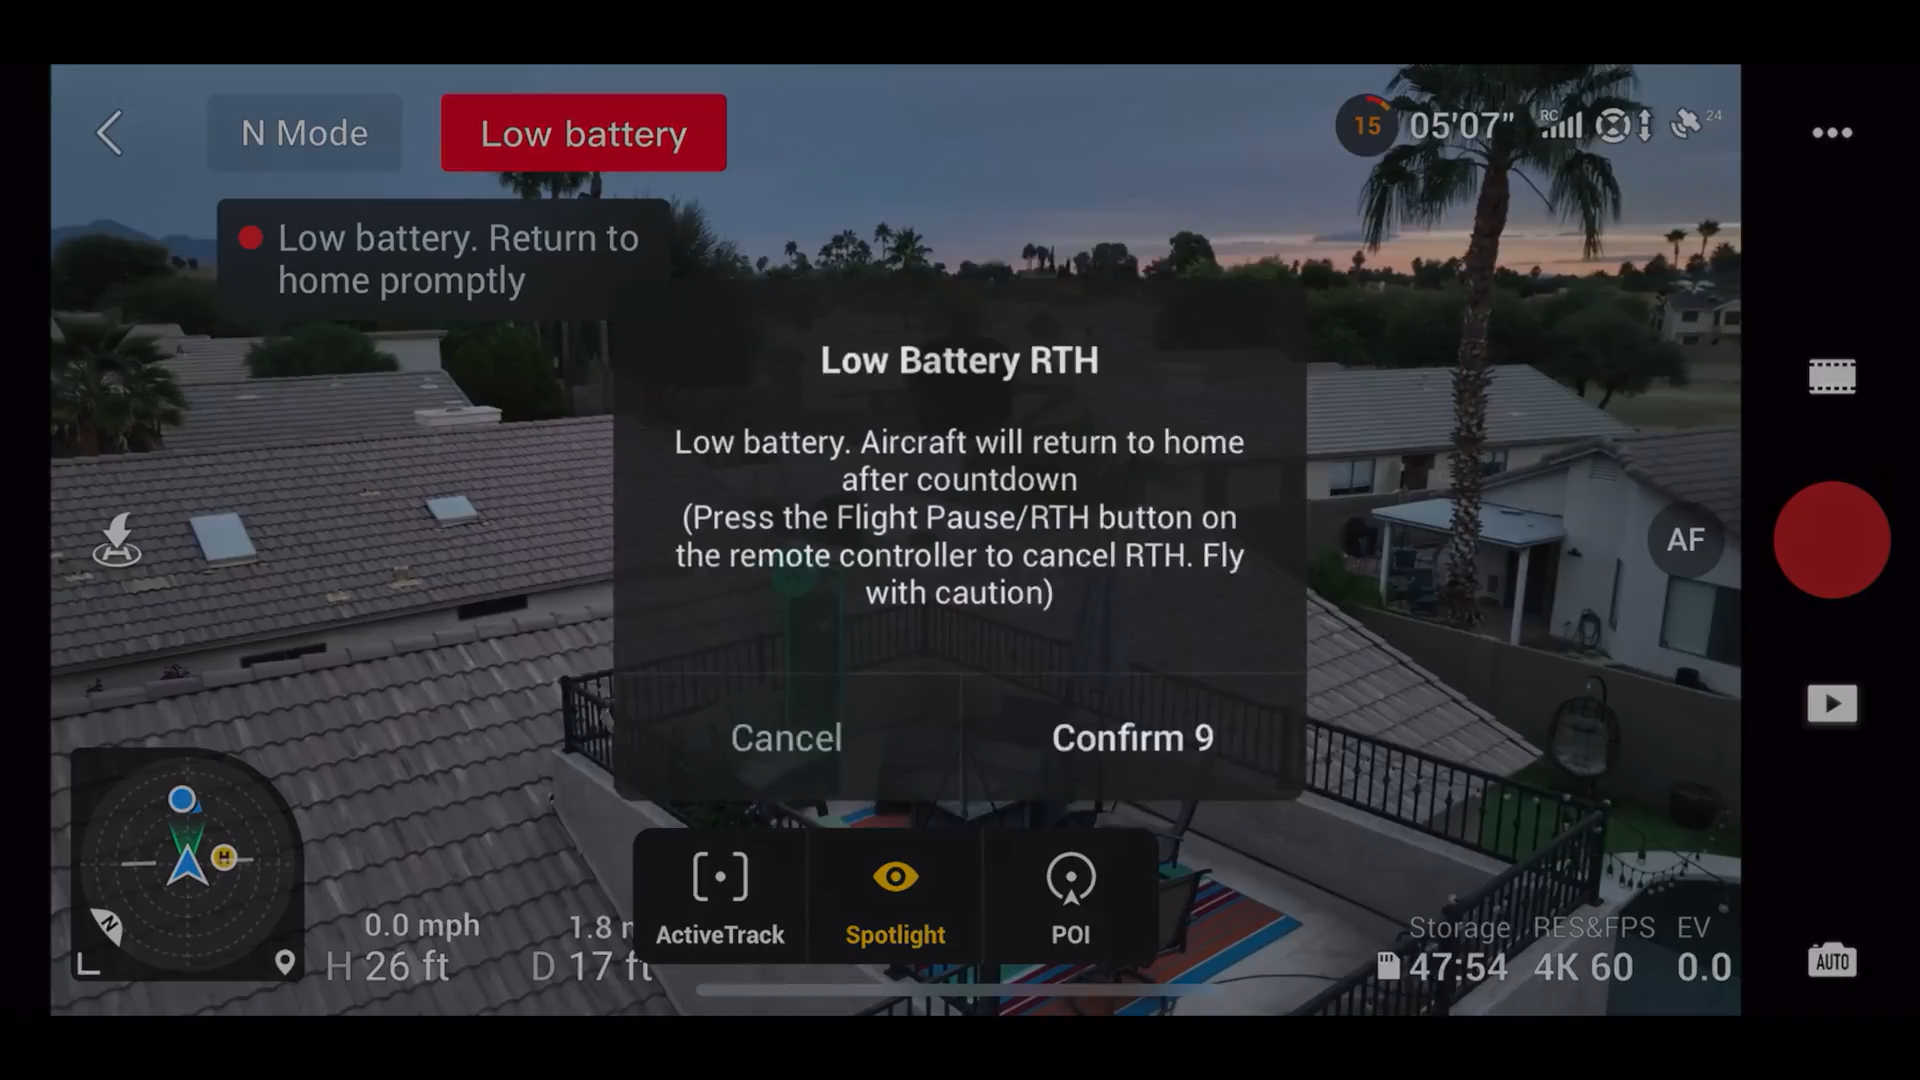 N Mode
Low battery
15
05'07"
RC
24
Low battery. Return to
home promptly
Low Battery RTH
Low battery. Aircraft will return to home
after countdown
(Press the Flight Pause/RTH button on
the remote controller to cancel RTH. Fly
with caution)
AF
Cancel
Confirm 9
H
N
0.0 mph
1.8
H 26 ft
D 17 ft
ActiveTrack
Spotlight
POI
Storage
RES&FPS
EV
47:54
4K 60
0.0
AUTO